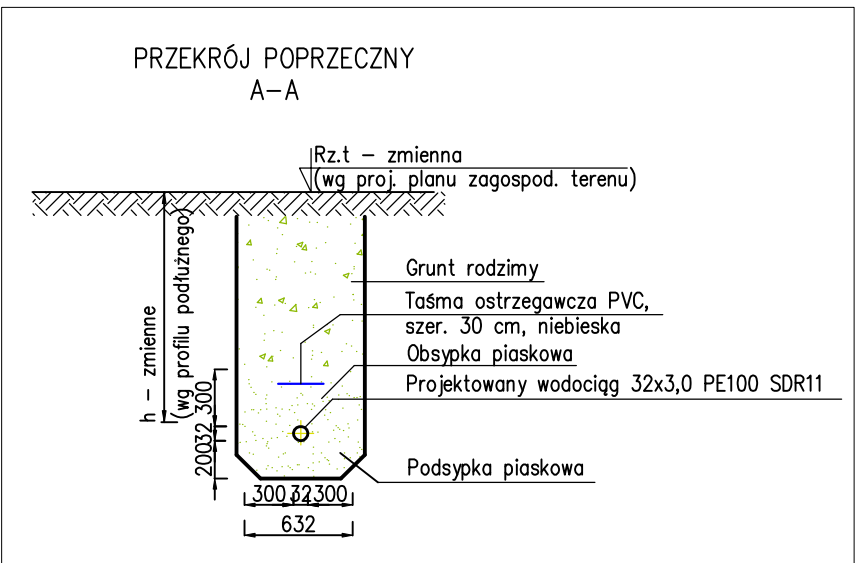 PRZEKRÓJ POPRZECZNY
A-A
Rz.t - zmienna
(wg proj. planu zagospod. terenu)
h - zmienne
(wg profilu podłużnego)
Grunt rodzimy
Taśma ostrzegawcza PVC,
szer. 30 cm, niebieska
Obsypka piaskowa
Projektowany wodociąg 32x3,0 PE100 SDR11
Podsypka piaskowa
300
32
200
300 32 300
632